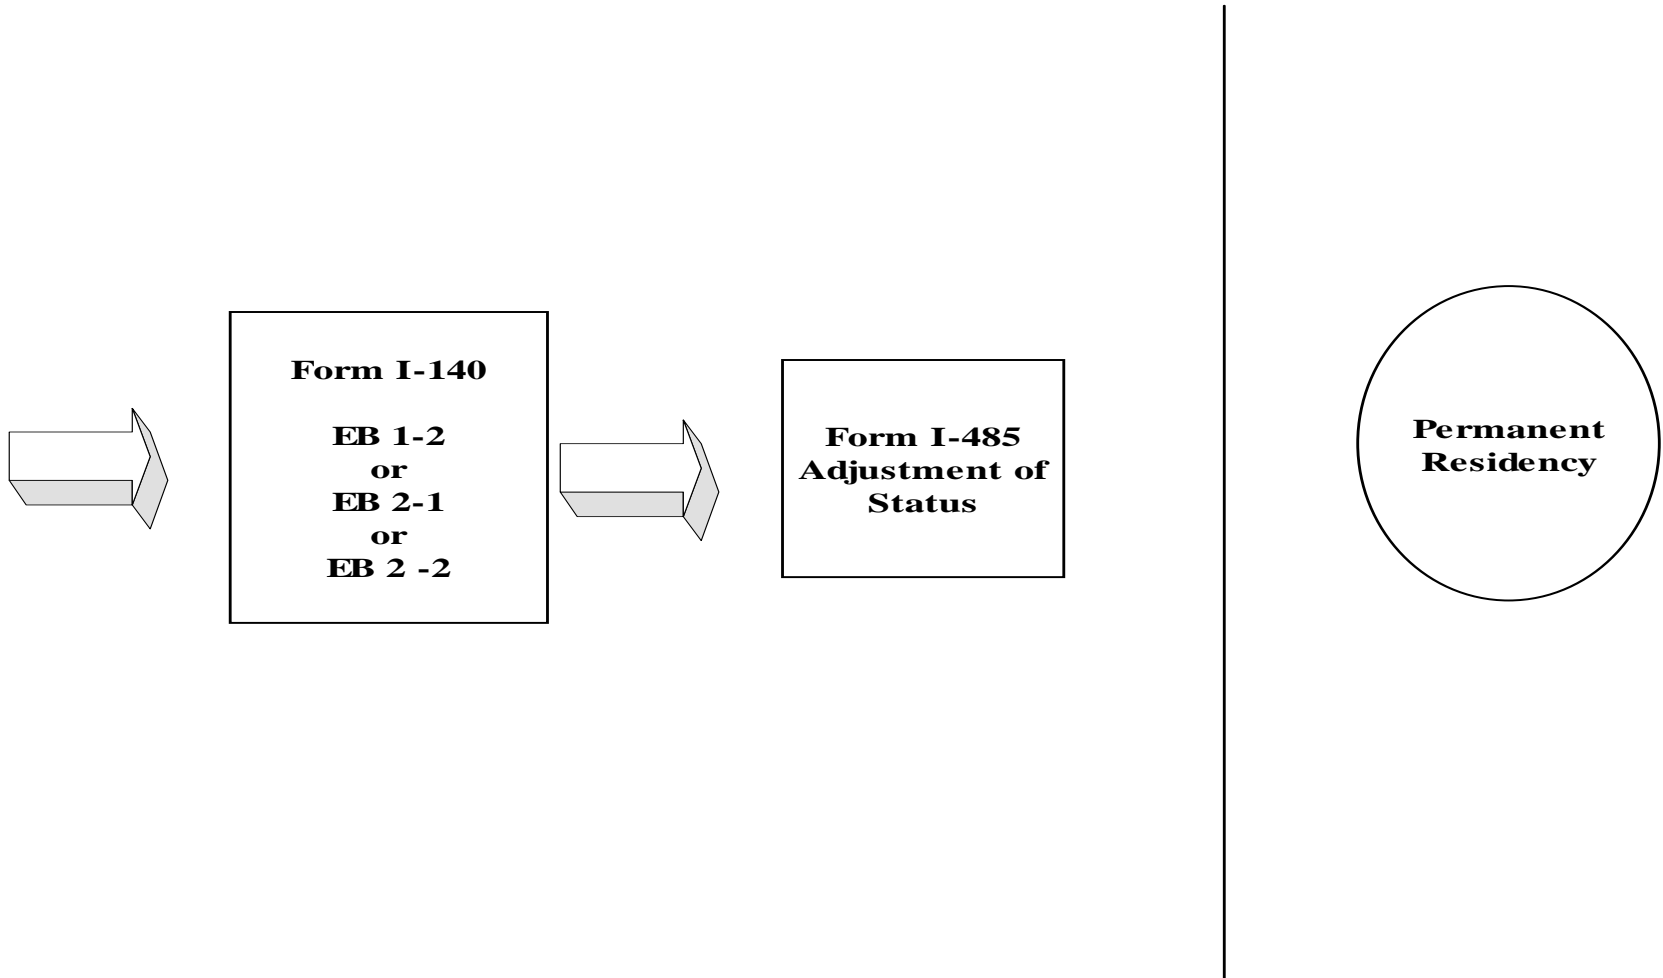 Form I-140
EB 1-2
or
EB 2-1
or
EB 2 -2
Form I-485
Adjustment of
Status
Permanent
Residency